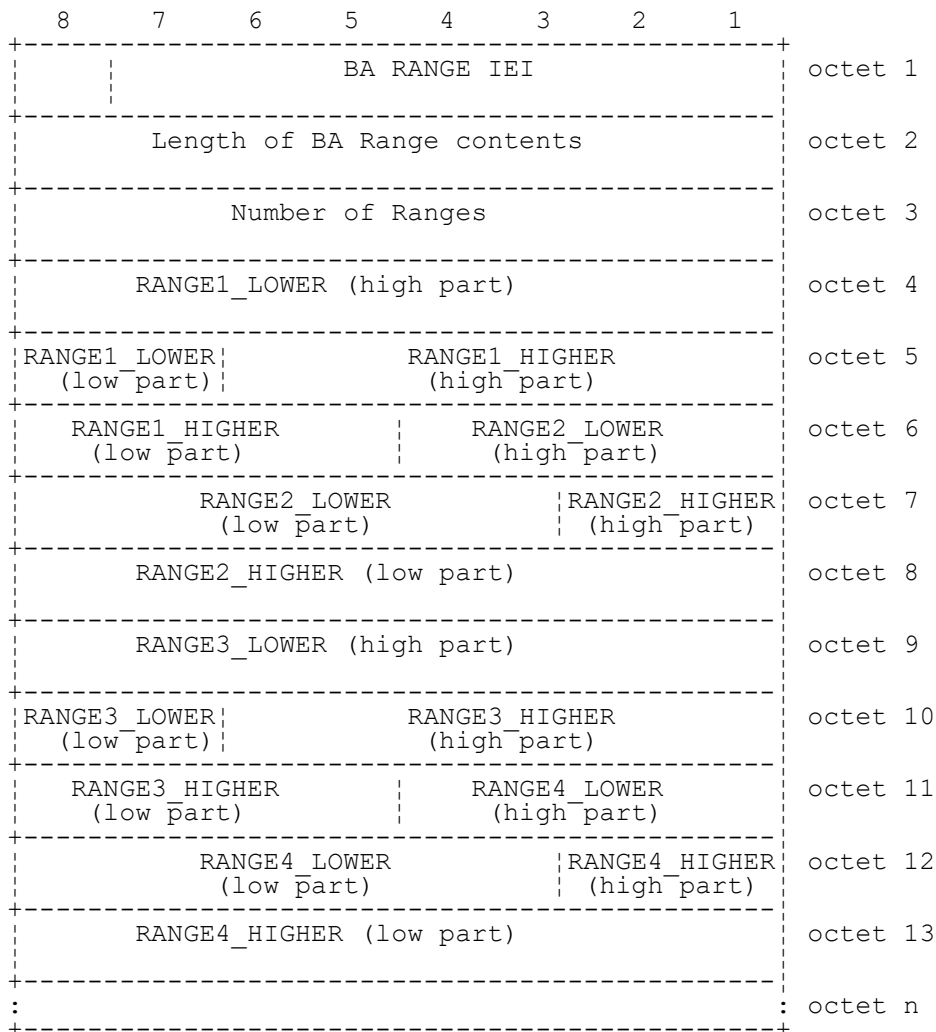 8 7 6 5 4 3 2 1
BA RANGE IEI octet 1
Length of BA Range contents octet 2
Number of Ranges octet 3
RANGE1_LOWER (high part) octet 4
RANGE1_LOWER RANGE1_HIGHER octet 5
(low part) (high part)
RANGE1_HIGHER RANGE2_LOWER octet 6
(low part) (high part)
RANGE2_LOWER RANGE2_HIGHER octet 7
(low part) (high part)
RANGE2_HIGHER (low part) octet 8
RANGE3_LOWER (high part) octet 9
RANGE3_LOWER RANGE3_HIGHER octet 10
(low part) (high part)
RANGE3_HIGHER RANGE4_LOWER octet 11
(low part) (high part)
RANGE4_LOWER RANGE4_HIGHER octet 12
(low part) (high part)
RANGE4_HIGHER (low part) octet 13
: : octet n